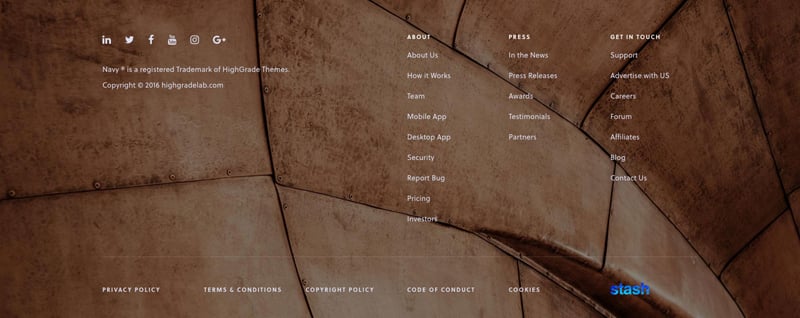 Navy ® is a registered Trademark of HighGrade Themes.
Copyright © 2016 highgradelab.com
ABOUT
About Us
How it Works
Team
Mobile App
Desktop App
Security
Report Bug
Pricing
Investors
PRESS
In the News
Press Releases
Awards
Testimonials
Partners
GET IN TOUCH
Support
Advertise with US
Careers
Forum
Affiliates
Blog
Contact Us
PRIVACY POLICY
TERMS & CONDITIONS
COPYRIGHT POLICY
CODE OF CONDUCT
COOKIES
stash